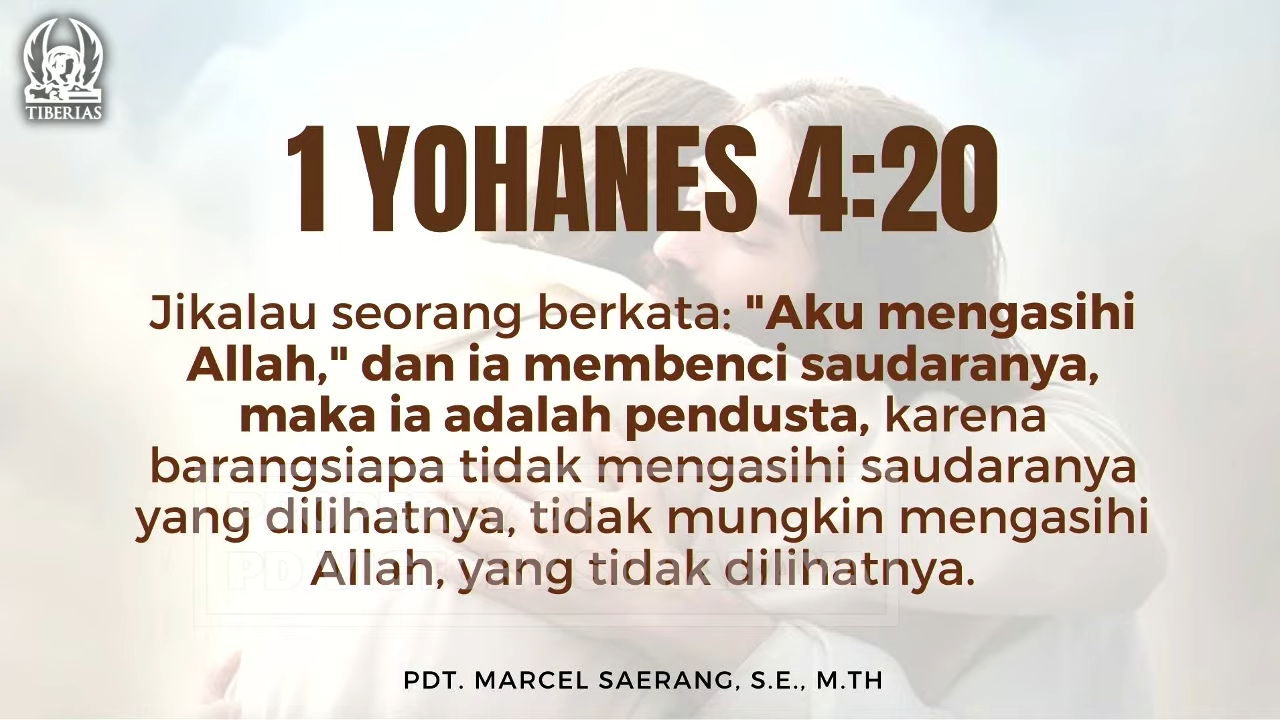 TIBERIAS
1 YOHANES 4:20
Jikalau seorang berkata: "Aku mengasihi
Allah," dan ia membenci saudaranya,
maka ia adalah pendusta, karena
barangsiapa tidak mengasihi saudaranya
yang dilihatnya, tidak mungkin mengasihi
Allah, yang tidak dilihatnya.
PDT. MARCEL SAERANG, S.E., M.TH